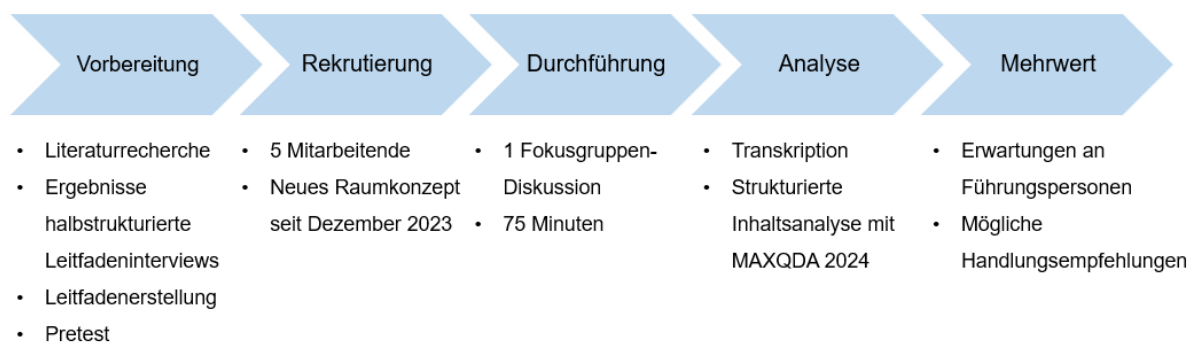 Vorbereitung
Rekrutierung
Durchführung
Analyse
Mehrwert
• Literaturrecherche
• Ergebnisse
halbstrukturierte
Leitfadeninterviews
• Leitfadenerstellung
• Pretest
• 5 Mitarbeitende
• Neues Raumkonzept
seit Dezember 2023
• 1 Fokusgruppen-
Diskussion
• 75 Minuten
• Transkription
• Strukturierte
Inhaltsanalyse mit
MAXQDA 2024
• Erwartungen an
Führungspersonen
• Mögliche
Handlungsempfehlungen